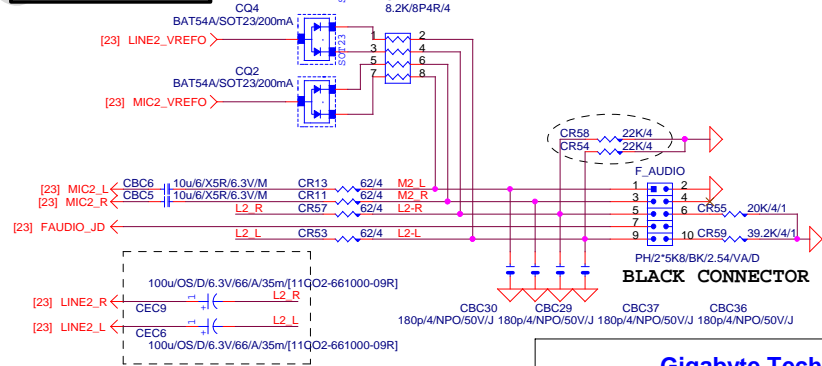 CQ4
BAT54A/SOT23/200mA
8.2K/8P4R/4
[23] LINE2_VREFO
SOT23
1 2
3 4
5 6
7 8
CQ2
BAT54A/SOT23/200mA
[23] MIC2_VREFO
CR58 22K/4
CR54 22K/4
F_AUDIO
[23] MIC2_L CBC6 10u/6/X5R/6.3V/M CR13 62/4 M2_L 1 2
[23] MIC2_R CBC5 10u/6/X5R/6.3V/M CR11 62/4 M2_R 3 4
L2_R CR57 62/4 L2-R 5 6 CR55 20K/4/1
[23] FAUDIO_JD 7
L2_L CR53 62/4 L2-L 9 10 CR59 39.2K/4/1
PH/2*5K8/BK/2.54/VA/D
BLACK CONNECTOR
100u/OS/D/6.3V/66/A/35m/[11CO2-661000-09R]
[23] LINE2_R 1 L2_R
CEC9 +
[23] LINE2_L 1 L2_L
CEC6 +
100u/OS/D/6.3V/66/A/35m/[11CO2-661000-09R]
CBC30 CBC29 CBC37 CBC36
180p/4/NPO/50V/J 180p/4/NPO/50V/J 180p/4/NPO/50V/J 180p/4/NPO/50V/J
Gigabyte Tech